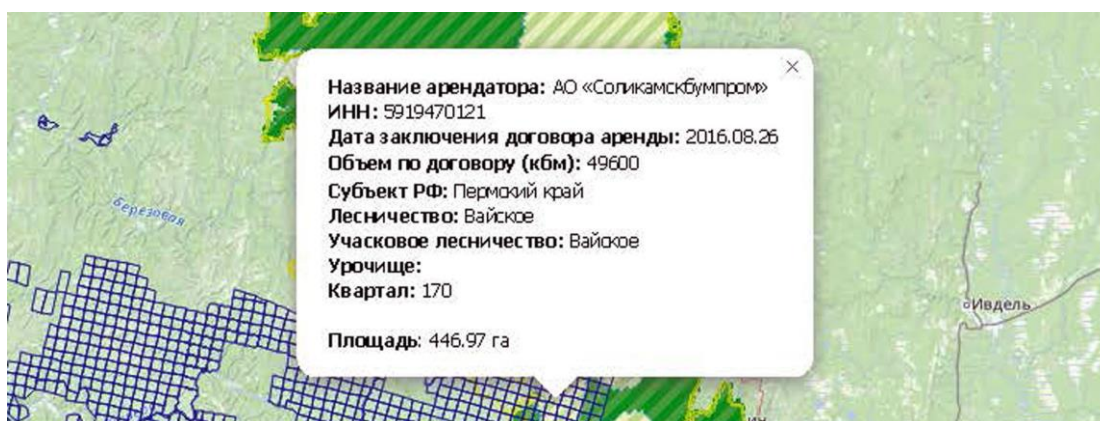 Название арендатора: АО «Соликамскбумпром»
ИНН: 5919470121
Дата заключения договора аренды: 2016.08.26
Объем по договору (кбм): 49600
Субъект РФ: Пермский край
Лесничество: Вайское
Учасковое лесничество: Вайское
Урочище:
Квартал: 170
Площадь: 446.97 га
Березовая
Ивдель